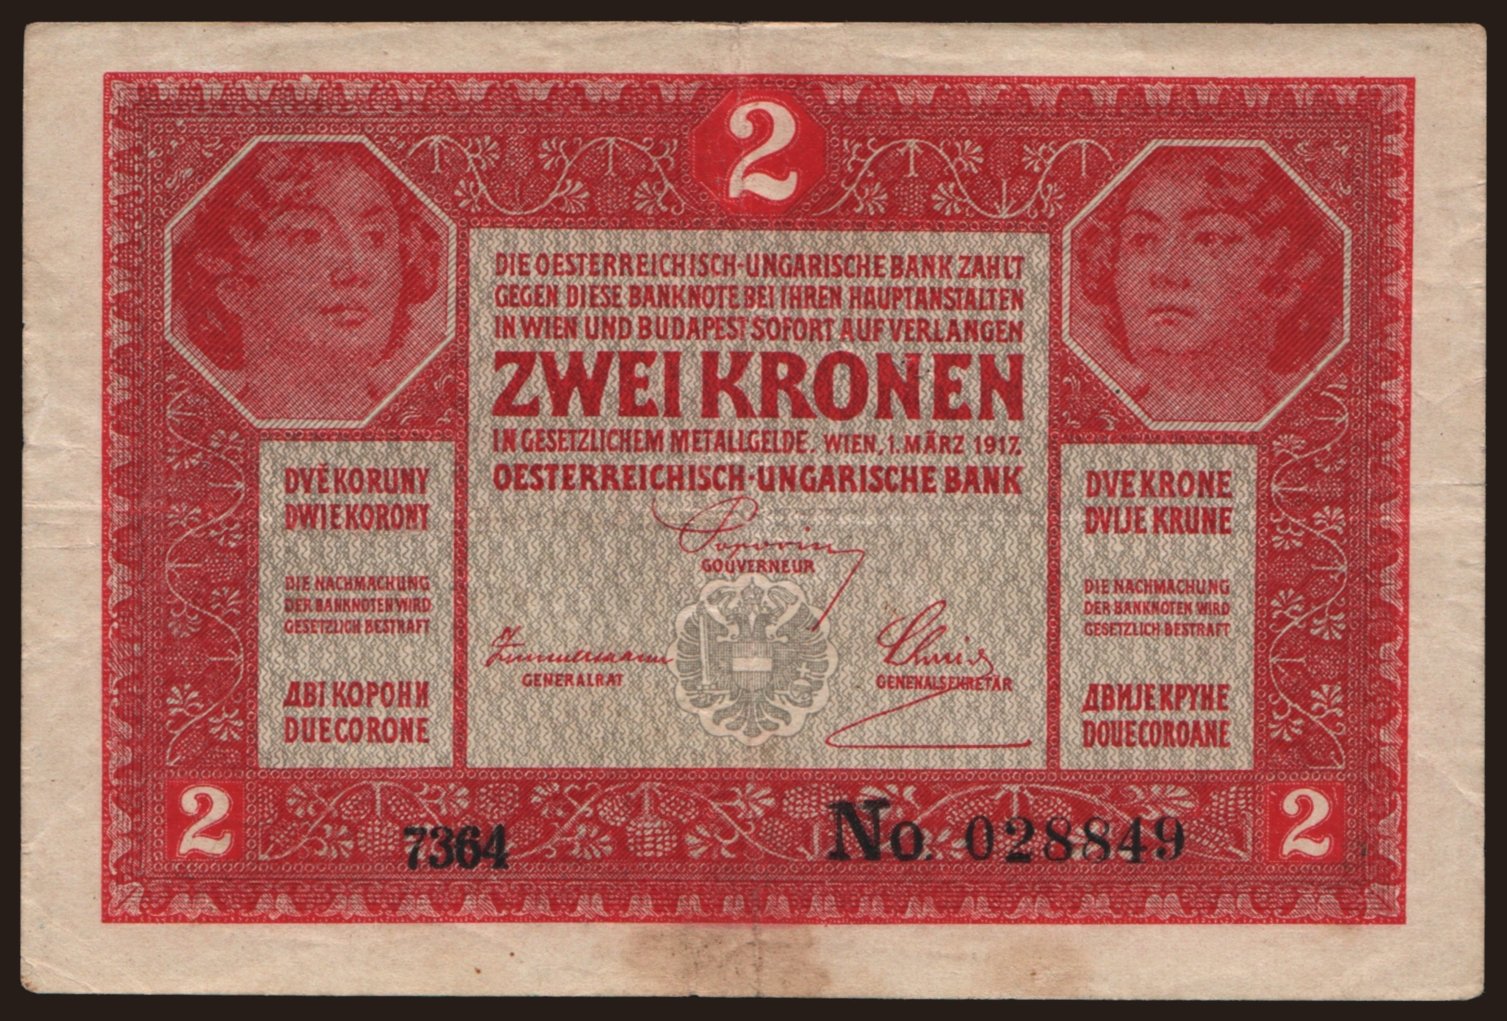 2
DIE OESTERREICHISCH-UNGARISCHE BANK ZAHLT
GEGEN DIESE BANKNOTE BEI IHREN HAUPTANSTALTEN
IN WIEN UND BUDAPEST SOFORT AUF VERLANGEN
ZWEI KRONEN
IN GESETZLICHEM METALLGELDE. WIEN, 1. MÄRZ 1917.
OESTERREICHISCH-UNGARISCHE BANK
Popovin
GOUVERNEUR
Zimmermann
GENERALRAT
Schmid
GENERALSEKRETÄR
DVĚ KORUNY
DWIE KORONY
DIE NACHMACHUNG
DER BANKNOTEN WIRD
GESETZLICH BESTRAFT
ДВІ КОРОНИ
DUE CORONE
DVE KRONE
DVIJE KRUNE
DIE NACHMACHUNG
DER BANKNOTEN WIRD
GESETZLICH BESTRAFT
ДВИЈЕ КРУНЕ
DOUE COROANE
2
7364
No. 028849
2